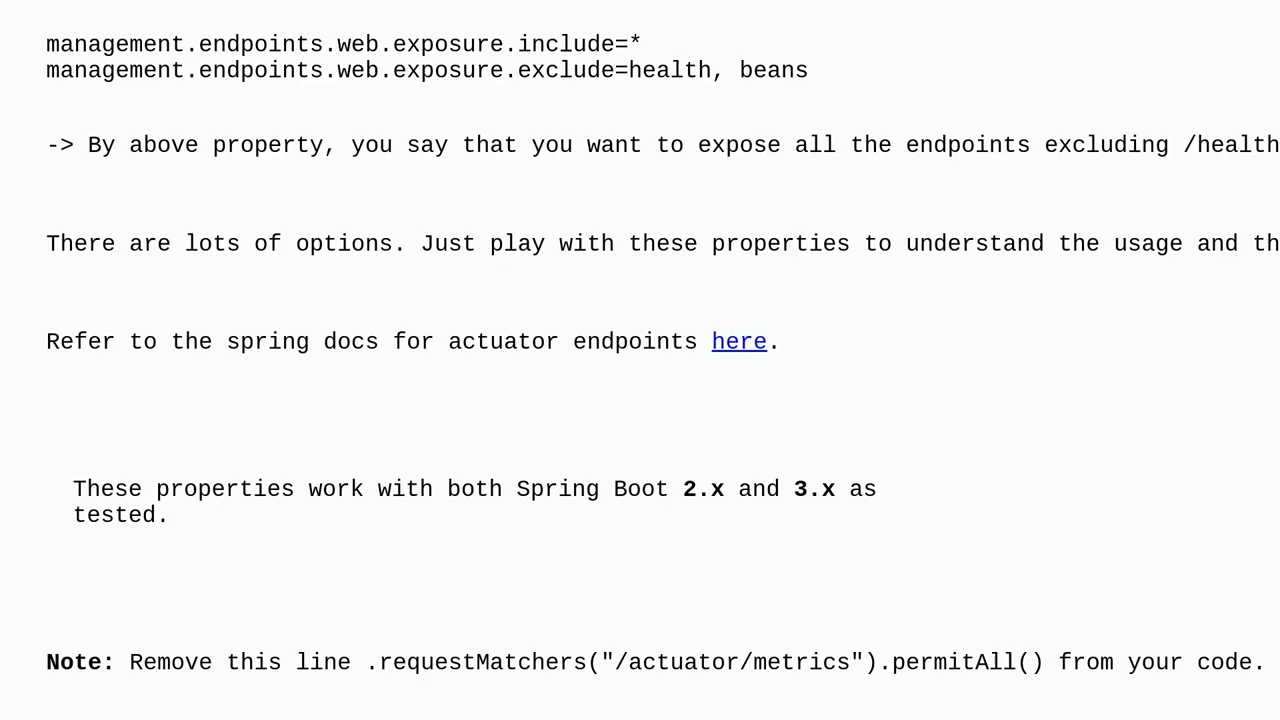 management.endpoints.web.exposure.include=*
management.endpoints.web.exposure.exclude=health, beans
-> By above property, you say that you want to expose all the endpoints excluding /health
There are lots of options. Just play with these properties to understand the usage and th
Refer to the spring docs for actuator endpoints here.
These properties work with both Spring Boot 2.x and 3.x as
tested.
Note: Remove this line .requestMatchers("/actuator/metrics").permitAll() from your code.